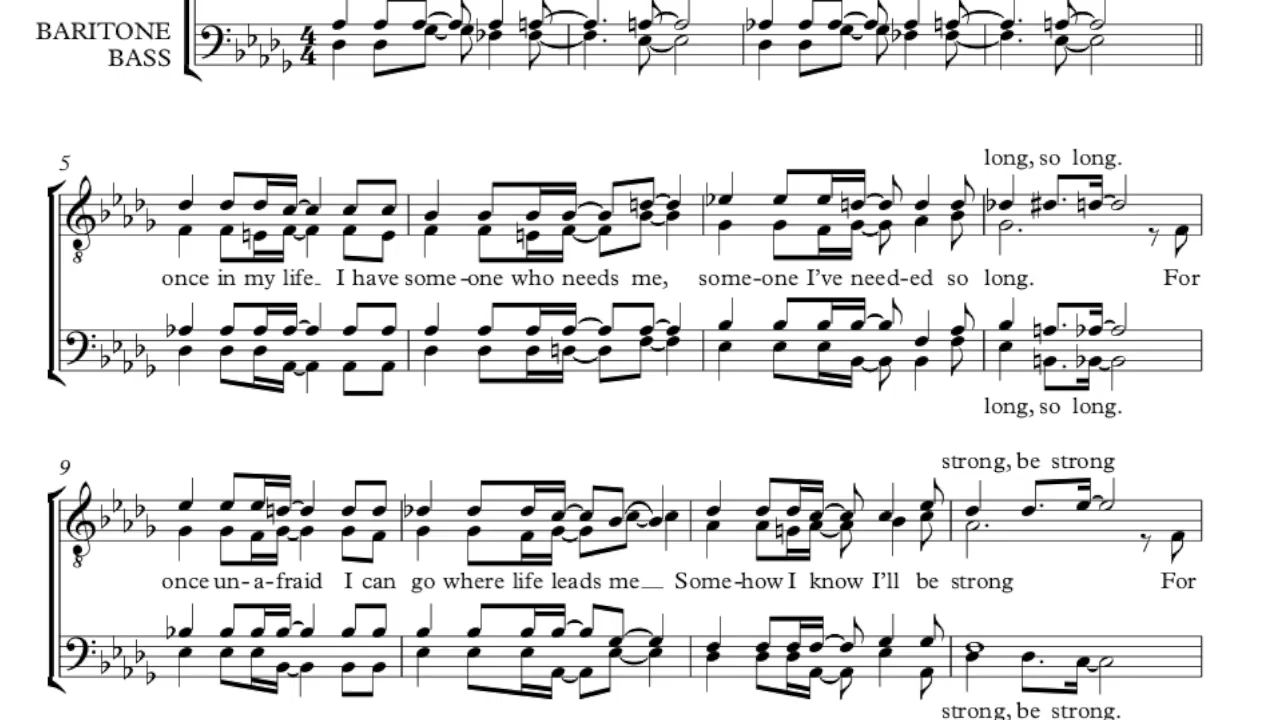 BARITONE
BASS
5
long, so long.
once in my life_ I have some-one who needs me, some-one I've need-ed so long. For
long, so long.
9
strong, be strong
once un-a-fraid I can go where life leads me__ Some-how I know I'll be strong For
strong, be strong.